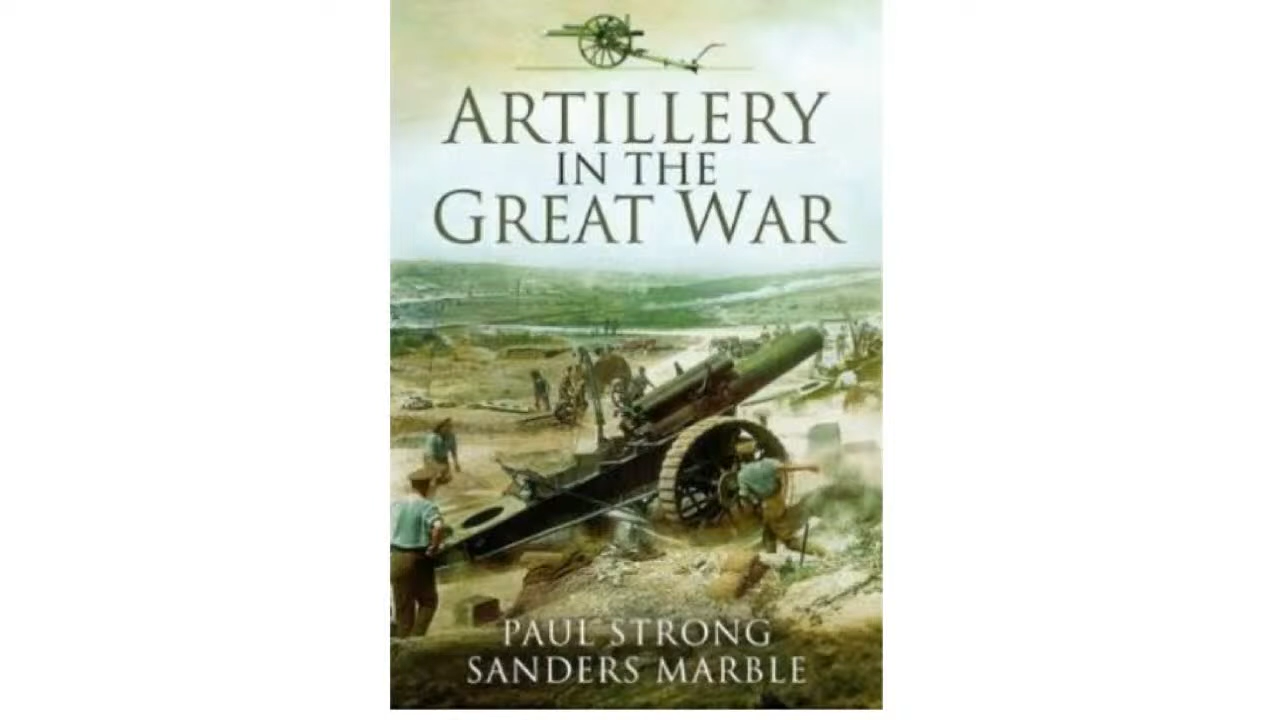 ARTILLERY
IN THE
GREAT WAR
PAUL STRONG
SANDERS MARBLE